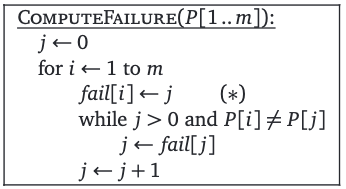 COMPUTEFAILURE(P[1..m]):
j ← 0
for i ← 1 to m
fail[i] ← j (∗)
while j > 0 and P[i] ≠ P[j]
j ← fail[j]
j ← j + 1